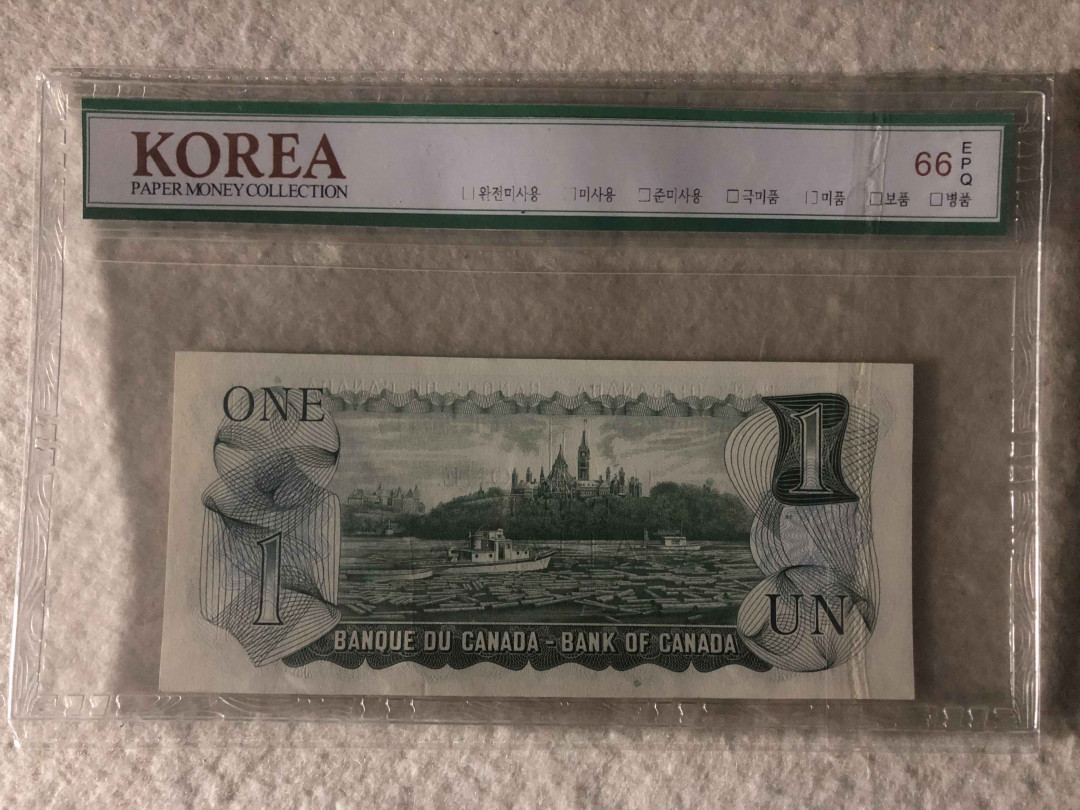 KOREA
PAPER MONEY COLLECTION
□ 완전미사용 □ 미사용 □ 준미사용 □ 극미품 □ 미품 □ 보품 □ 병품
66 EPQ
ONE
1
1
UN
BANQUE DU CANADA - BANK OF CANADA